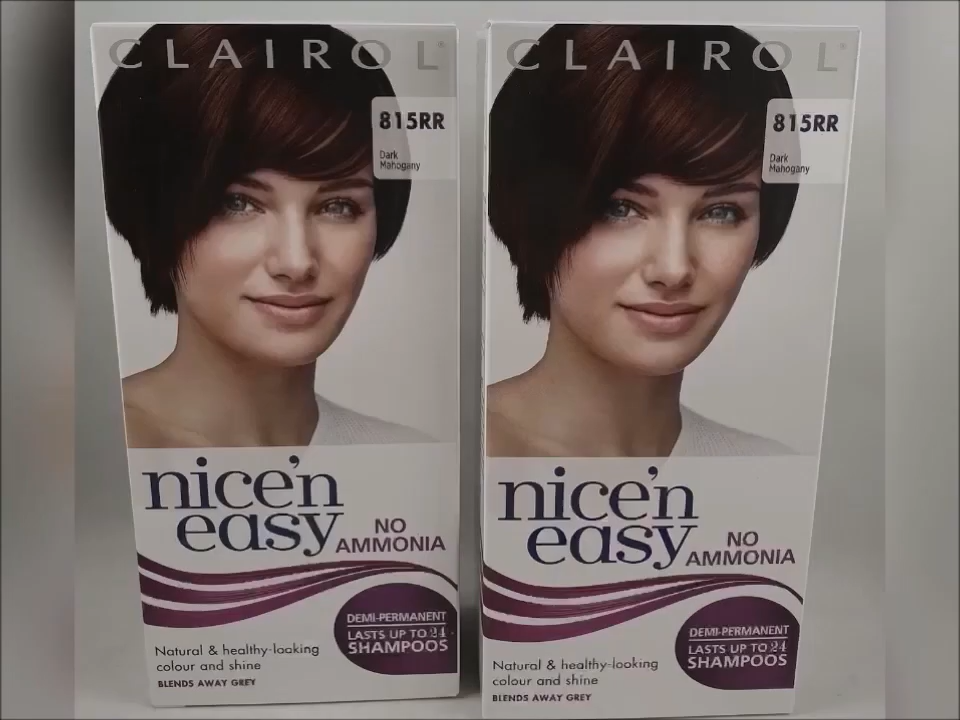 CLAIROL®
815RR
Dark
Mahogany
nice'n
easy
NO
AMMONIA
DEMI-PERMANENT
LASTS UP TO 24
SHAMPOOS
Natural & healthy-looking
colour and shine
BLENDS AWAY GREY
CLAIROL®
815RR
Dark
Mahogany
nice'n
easy
NO
AMMONIA
DEMI-PERMANENT
LASTS UP TO 24
SHAMPOOS
Natural & healthy-looking
colour and shine
BLENDS AWAY GREY